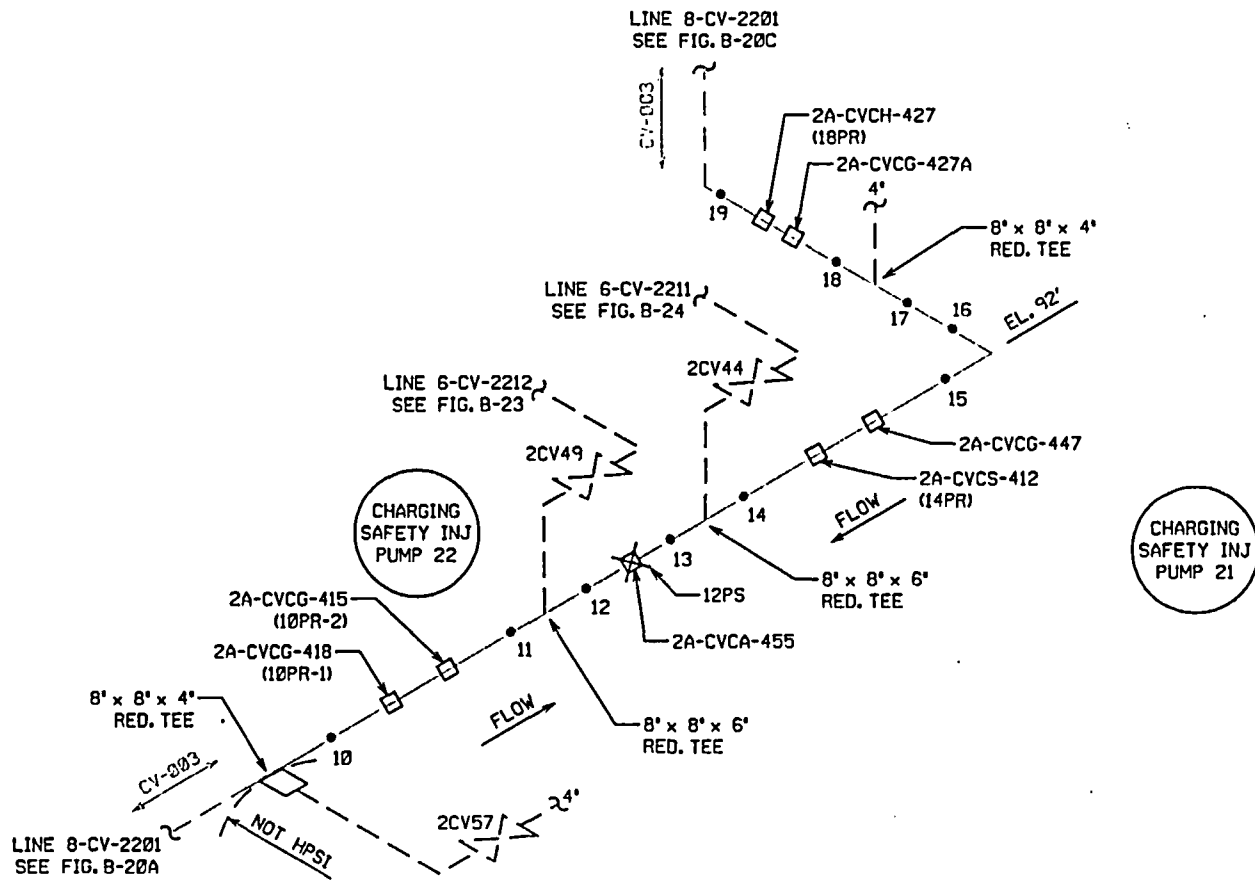 LINE 8-CV-2201
SEE FIG. B-20C
CV-003
2A-CVCH-427
(18PR)
2A-CVCG-427A
4"
19
8" x 8" x 4"
RED. TEE
18
17
16
EL. 92'
LINE 6-CV-2211
SEE FIG. B-24
2CV44
15
LINE 6-CV-2212
SEE FIG. B-23
2CV49
2A-CVCG-447
2A-CVCS-412
(14PR)
FLOW
14
CHARGING
SAFETY INJ
PUMP 22
CHARGING
SAFETY INJ
PUMP 21
13
8" x 8" x 6"
RED. TEE
12
12PS
2A-CVCA-455
2A-CVCG-415
(10PR-2)
11
2A-CVCG-418
(10PR-1)
8" x 8" x 4"
RED. TEE
FLOW
8" x 8" x 6"
RED. TEE
10
CV-003
NOT HPSI
2CV57
4"
LINE 8-CV-2201
SEE FIG. B-20A